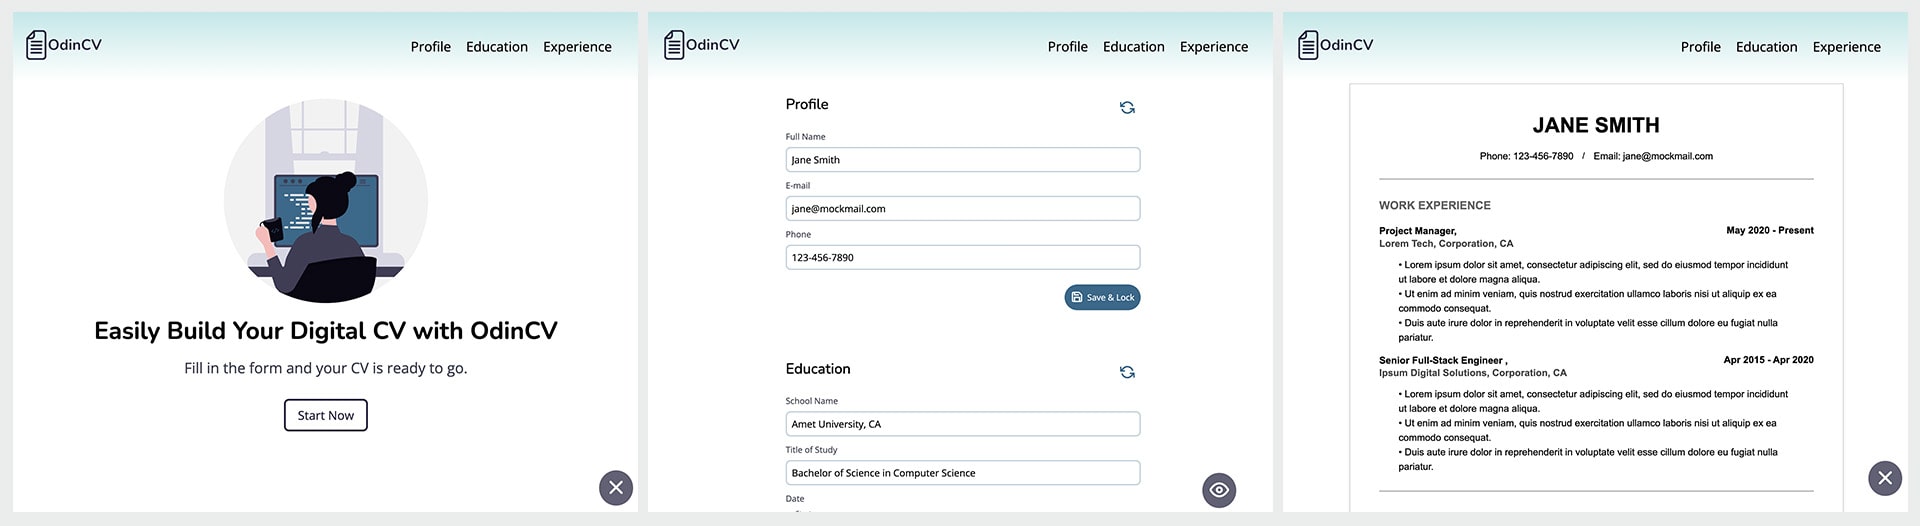 OdinCV
Profile Education Experience
Easily Build Your Digital CV with OdinCV
Fill in the form and your CV is ready to go.
Start Now
OdinCV
Profile Education Experience
Profile
Full Name
Jane Smith
E-mail
jane@mockmail.com
Phone
123-456-7890
Save & Lock
Education
School Name
Amet University, CA
Title of Study
Bachelor of Science in Computer Science
Date
OdinCV
Profile Education Experience
JANE SMITH
Phone: 123-456-7890 / Email: jane@mockmail.com
WORK EXPERIENCE
Project Manager, May 2020 - Present
Lorem Tech, Corporation, CA
• Lorem ipsum dolor sit amet, consectetur adipiscing elit, sed do eiusmod tempor incididunt
ut labore et dolore magna aliqua.
• Ut enim ad minim veniam, quis nostrud exercitation ullamco laboris nisi ut aliquip ex ea
commodo consequat.
• Duis aute irure dolor in reprehenderit in voluptate velit esse cillum dolore eu fugiat nulla
pariatur.
Senior Full-Stack Engineer , Apr 2015 - Apr 2020
Ipsum Digital Solutions, Corporation, CA
• Lorem ipsum dolor sit amet, consectetur adipiscing elit, sed do eiusmod tempor incididunt
ut labore et dolore magna aliqua.
• Ut enim ad minim veniam, quis nostrud exercitation ullamco laboris nisi ut aliquip ex ea
commodo consequat.
• Duis aute irure dolor in reprehenderit in voluptate velit esse cillum dolore eu fugiat nulla
pariatur.